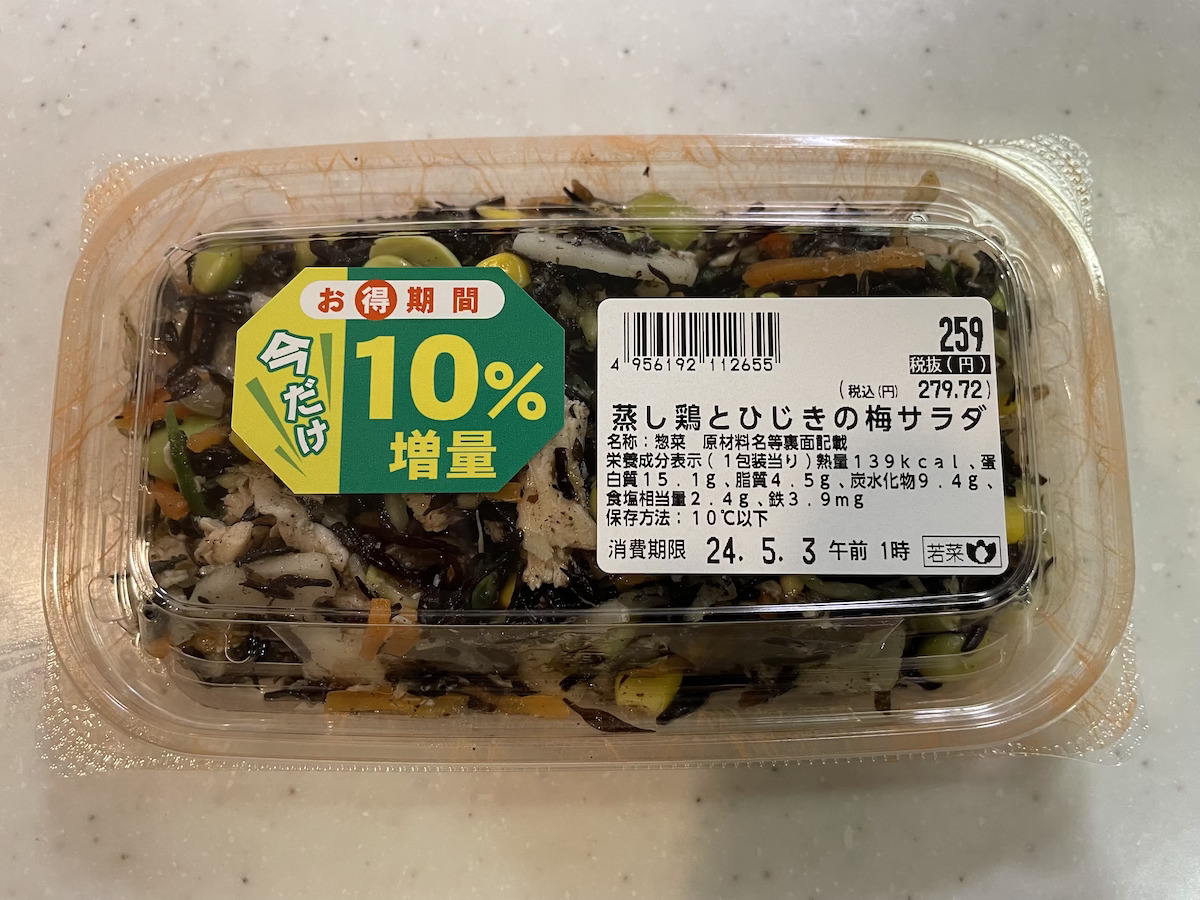 お得期間
今だけ
10%
増量
259
税抜(円)
4 956192 112655
(税込(円) 279.72)
蒸し鶏とひじきの梅サラダ
名称:惣菜 原材料名等裏面記載
栄養成分表示(1包装当り)熱量139kcal、蛋
白質15.1g、脂質4.5g、炭水化物9.4g、
食塩相当量2.4g、鉄3.9mg
保存方法:10℃以下
消費期限 24.5.3 午前1時 若菜